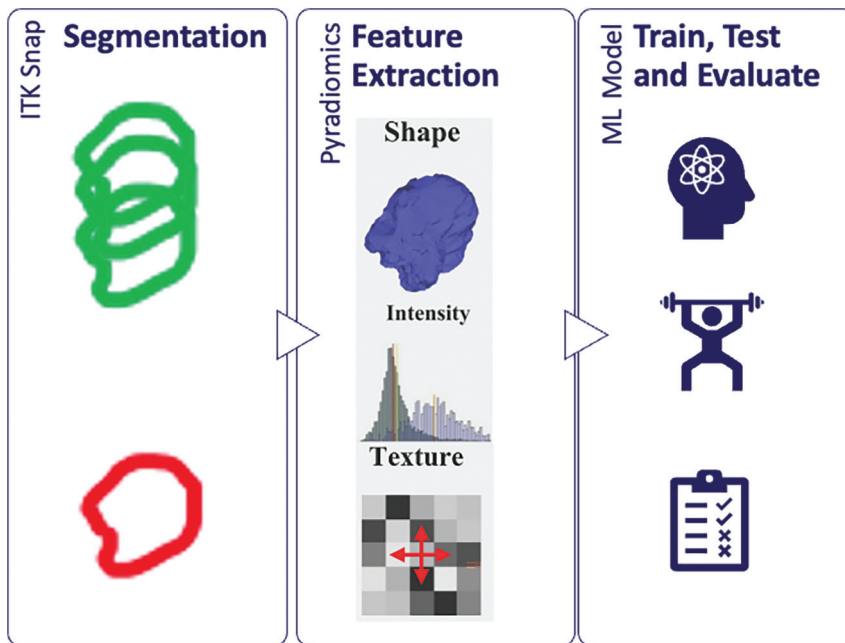 ITK Snap
Segmentation
Pyradiomics
Feature
Extraction
Shape
Intensity
Texture
ML Model
Train, Test
and Evaluate